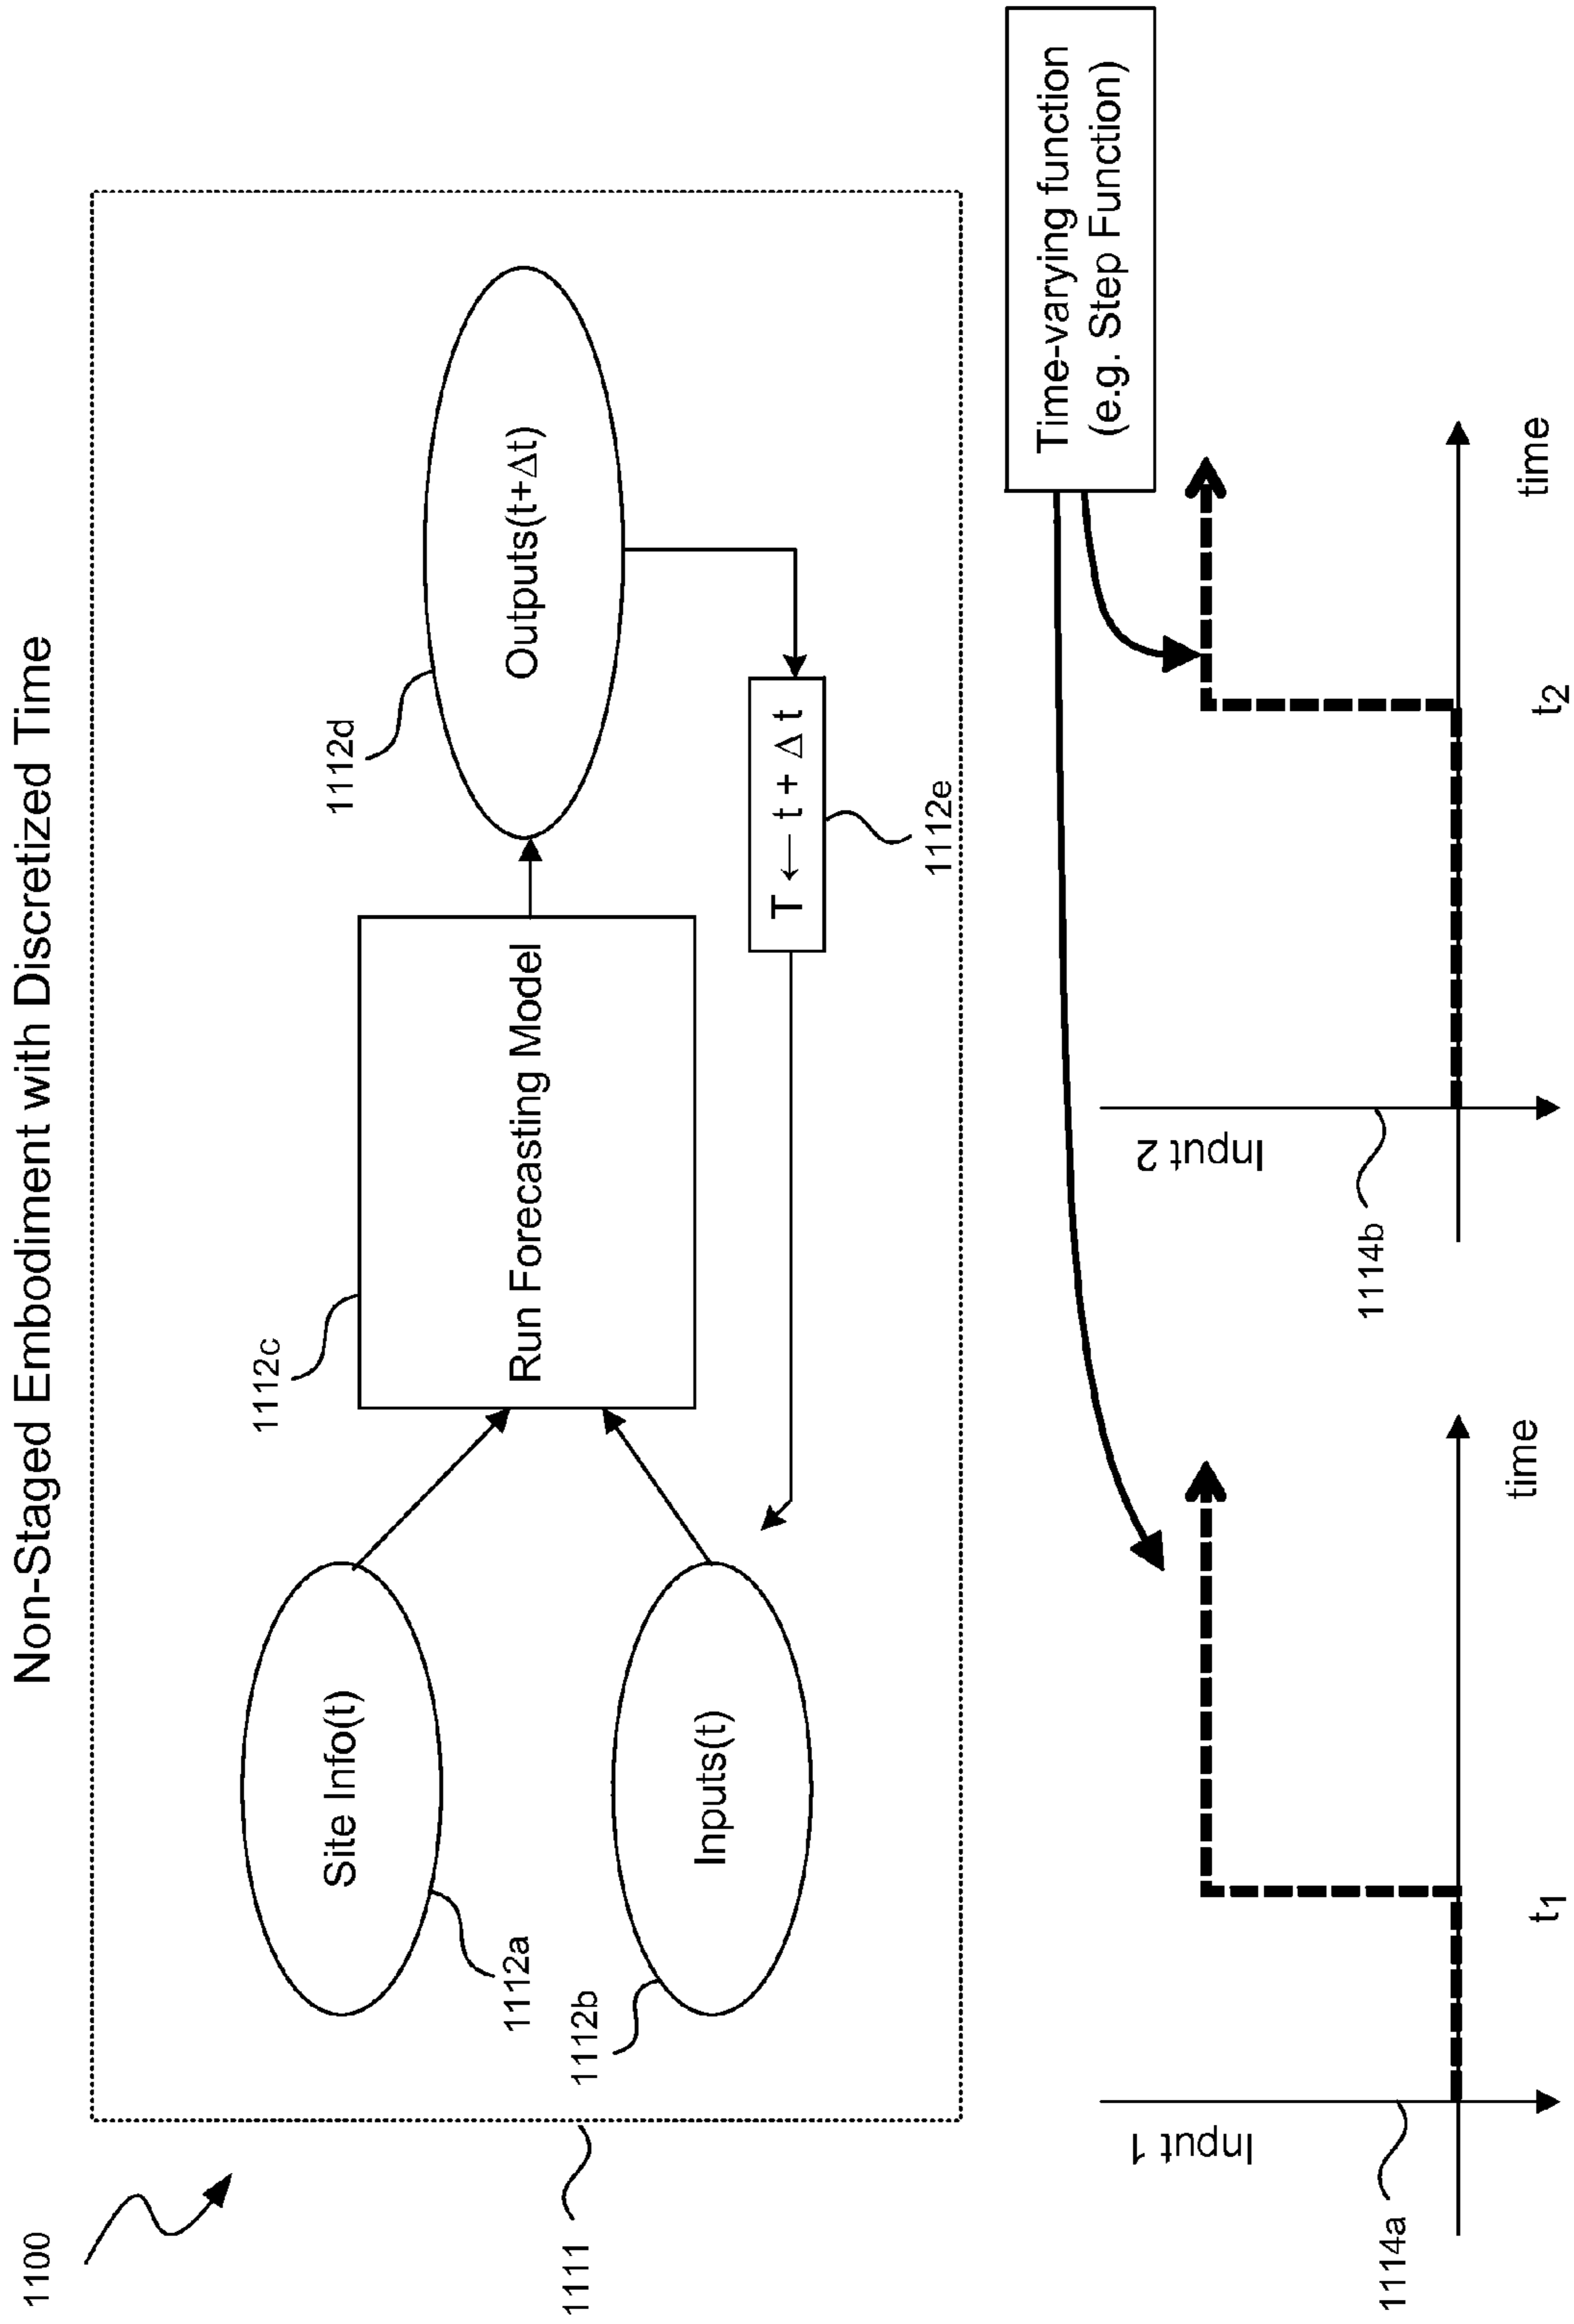 Non-Staged Embodiment with Discretized Time
1100
1111
1112a
Site Info(t)
1112b
Inputs(t)
1112c
Run Forecasting Model
1112d
Outputs(t+Δt)
T ← t + Δ t
1112e
Time-varying function
(e.g. Step Function)
Input 1
1114a
t1
time
Input 2
1114b
t2
time